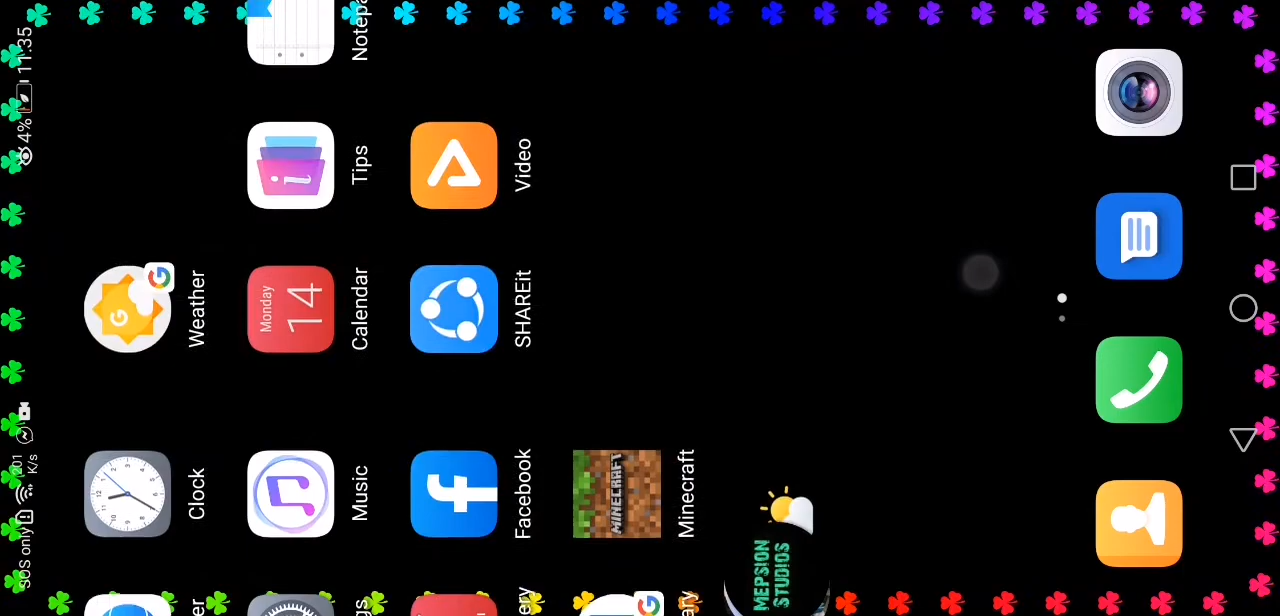 SOS only 201 K/s 4% 11.35
Clock
Weather
Music
Calendar
Monday
14
Tips
Facebook
SHAREit
Video
MINECRAFT
Minecraft
MEPSION
STUDIOS